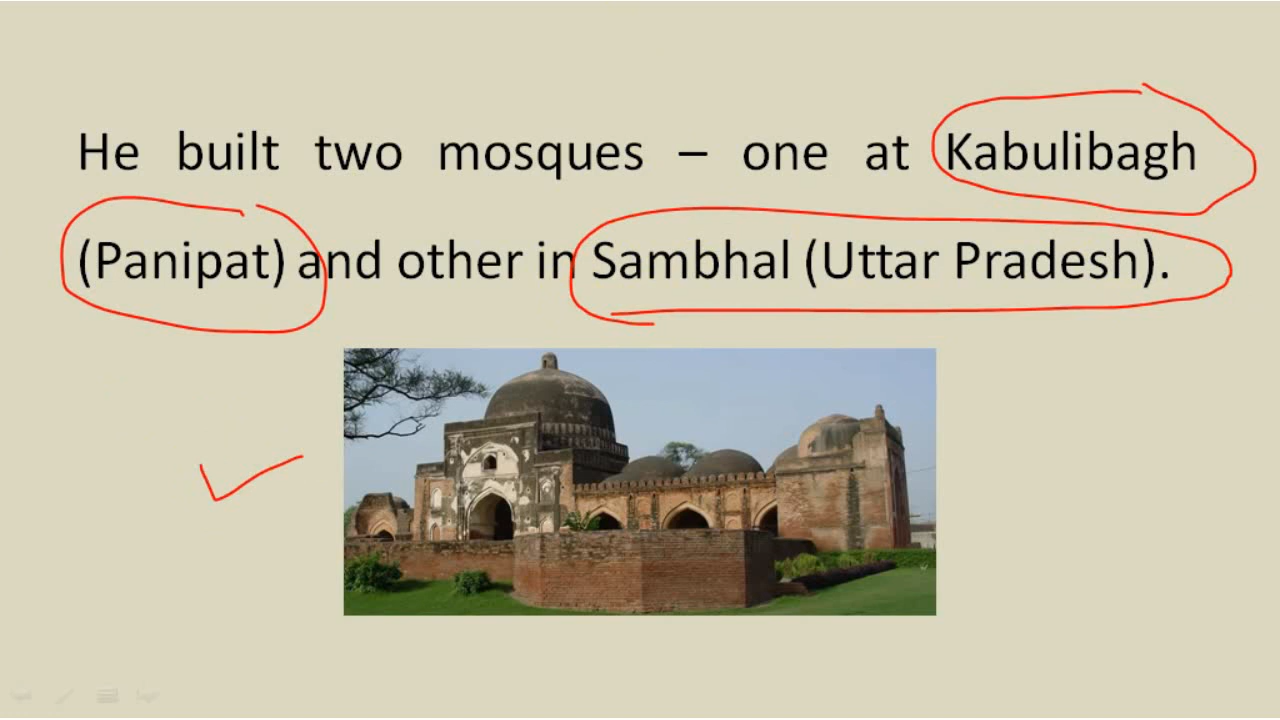 He built two mosques – one at Kabulibagh
(Panipat) and other in Sambhal (Uttar Pradesh).